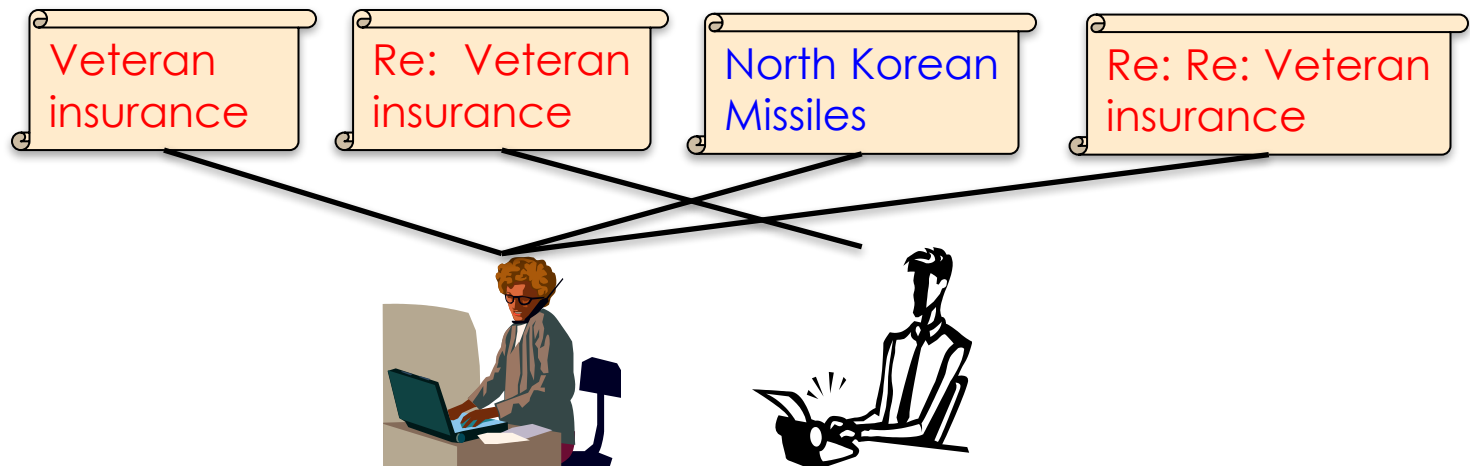 Veteran
insurance
Re: Veteran
insurance
North Korean
Missiles
Re: Re: Veteran
insurance